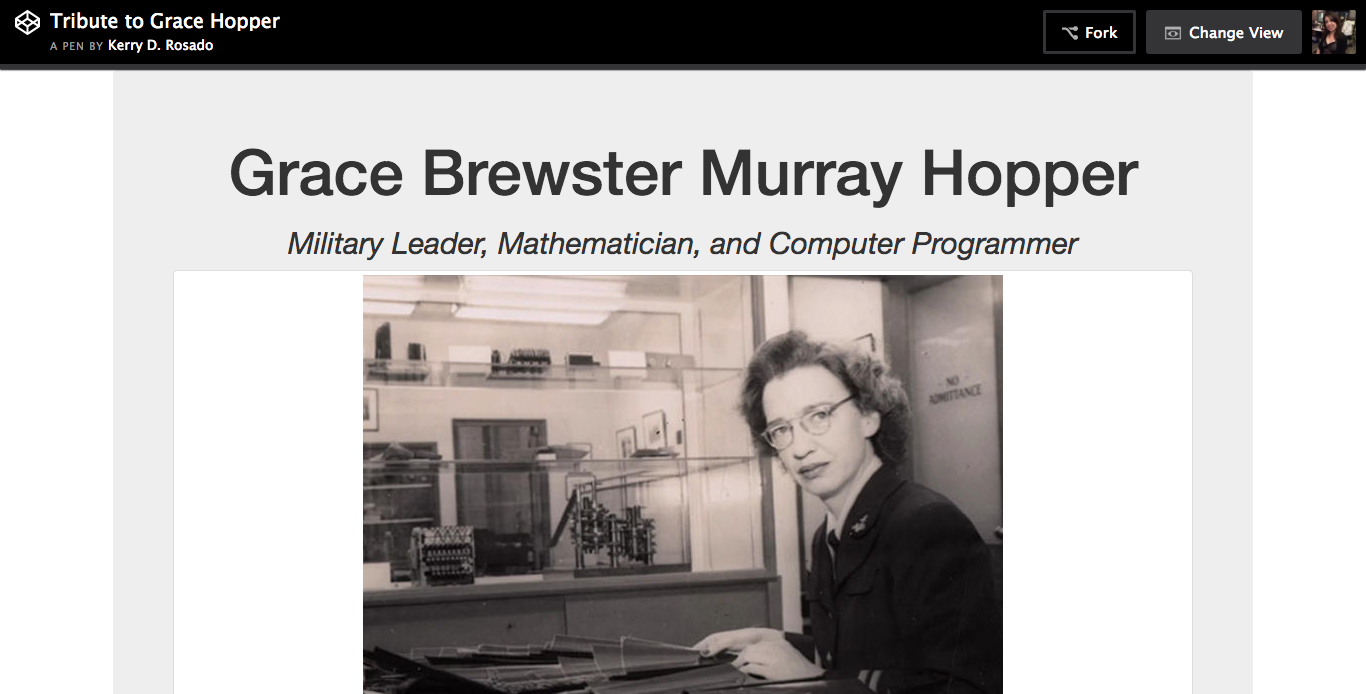 Tribute to Grace Hopper
A PEN BY Kerry D. Rosado
Fork
Change View
Grace Brewster Murray Hopper
Military Leader, Mathematician, and Computer Programmer
NO
ADMITTANCE